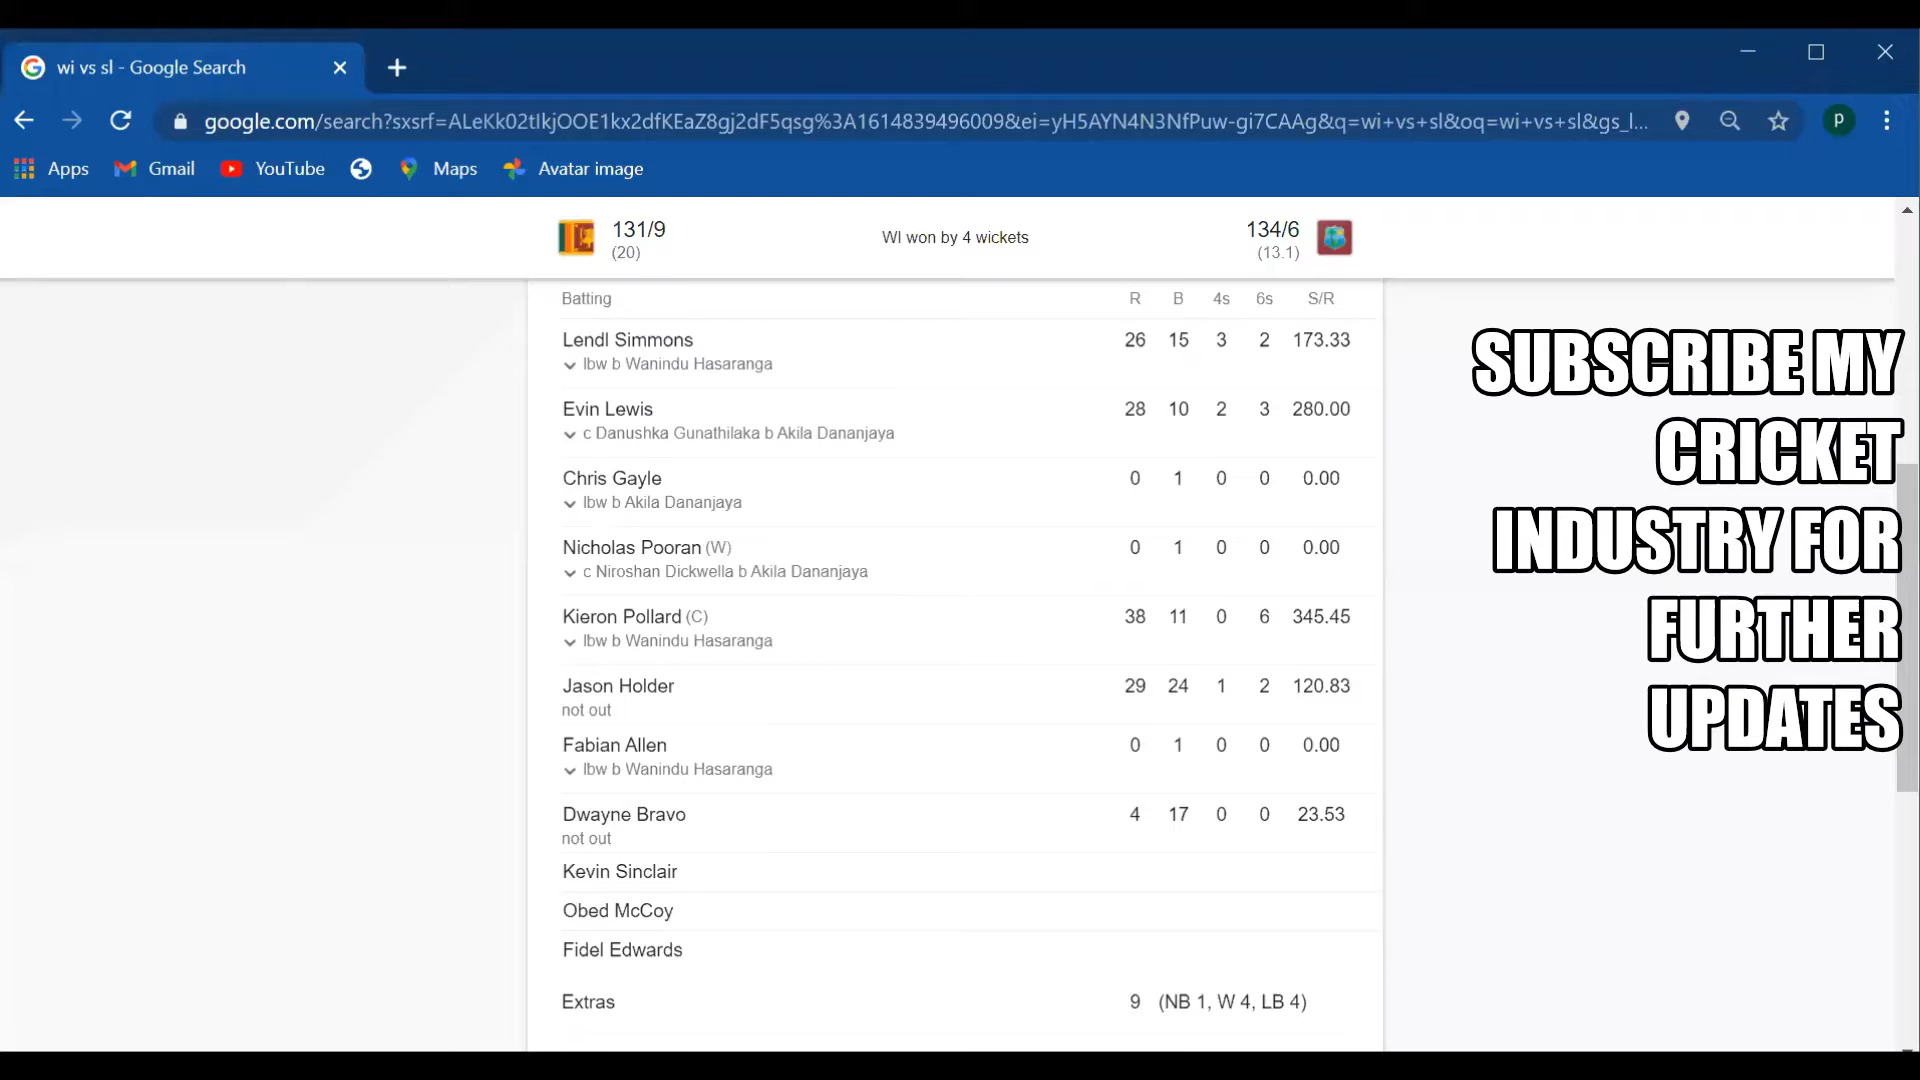 wi vs sl - Google Search
google.com/search?sxsrf=ALeKk02tIkjOOE1kx2dfKEaZ8gj2dF5qsg%3A1614839496009&ei=yH5AYN4N3NfPuw-gi7CAAg&q=wi+vs+sl&oq=wi+vs+sl&gs_l... P
Apps Gmail YouTube Maps Avatar image
131/9 WI won by 4 wickets 134/6
(20) (13.1)
Batting R B 4s 6s S/R
Lendl Simmons 26 15 3 2 173.33
lbw b Wanindu Hasaranga
Evin Lewis 28 10 2 3 280.00
c Danushka Gunathilaka b Akila Dananjaya
Chris Gayle 0 1 0 0 0.00
lbw b Akila Dananjaya
Nicholas Pooran (W) 0 1 0 0 0.00
c Niroshan Dickwella b Akila Dananjaya
Kieron Pollard (C) 38 11 0 6 345.45
lbw b Wanindu Hasaranga
Jason Holder 29 24 1 2 120.83
not out
Fabian Allen 0 1 0 0 0.00
lbw b Wanindu Hasaranga
Dwayne Bravo 4 17 0 0 23.53
not out
Kevin Sinclair
Obed McCoy
Fidel Edwards
Extras 9 (NB 1, W 4, LB 4)
SUBSCRIBE MY
CRICKET
INDUSTRY FOR
FURTHER
UPDATES